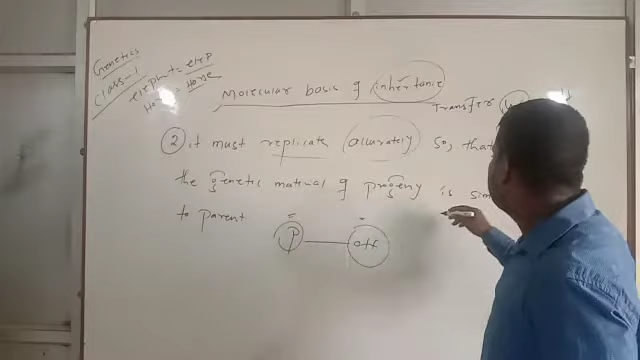 Genetics
Class-1
elepht = elep
Horse = Horse
Molecular basis of inheritance
Transfer
② it must replicate accurately so, that
the genetic material of progeny is sim
to parent
P
off